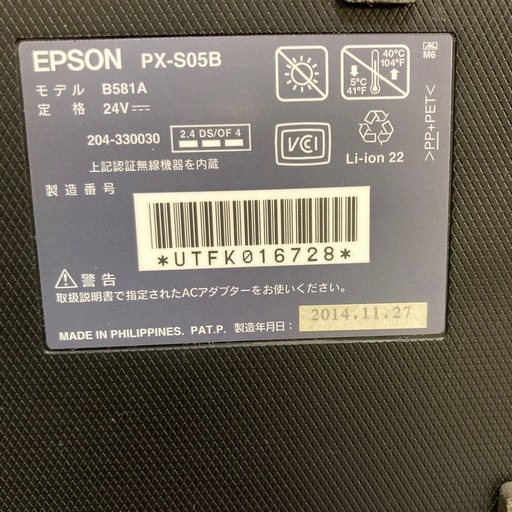 EPSON PX-S05B
モデル B581A
定格 24V⎓
204-330030
2.4 DS/OF 4
上記認証無線機器を内蔵
VCI
40℃
104°F
5℃
41°F
Li-ion 22
M6
>PP+PET<
製造番号
*UTFK016728*
⚠警告
取扱説明書で指定されたACアダプターをお使いください。
MADE IN PHILIPPINES. PAT.P. 製造年月日: 2014.11.27